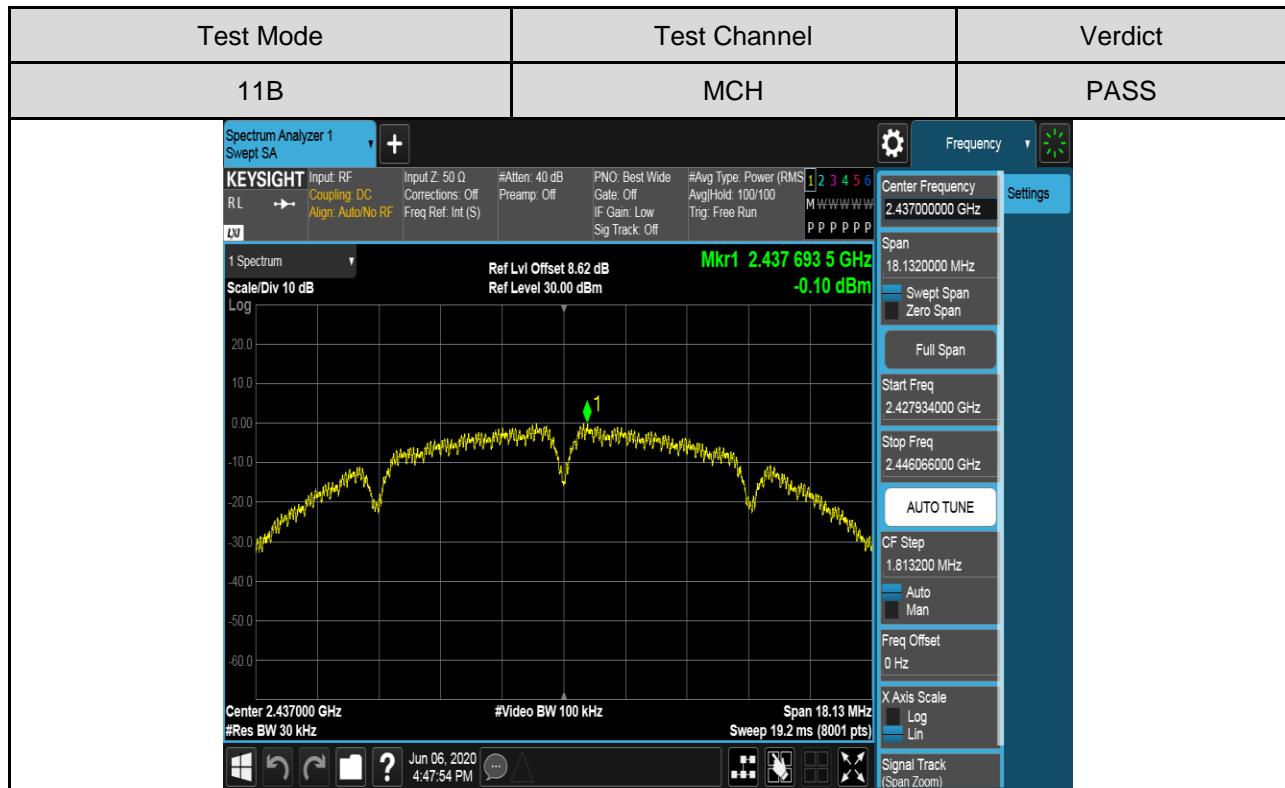 Test Mode Test Channel Verdict
11B MCH PASS
Spectrum Analyzer 1
Swept SA
+
Frequency
KEYSIGHT
RL
LXI
Input: RF
Coupling: DC
Align: Auto/No RF
Input Z: 50 Ω
Corrections: Off
Freq Ref: Int (S)
#Atten: 40 dB
Preamp: Off
PNO: Best Wide
Gate: Off
IF Gain: Low
Sig Track: Off
#Avg Type: Power (RMS
Avg|Hold: 100/100
Trig: Free Run
1 2 3 4 5 6
M W W W W W
P P P P P P
1 Spectrum
Scale/Div 10 dB
Ref Lvl Offset 8.62 dB
Ref Level 30.00 dBm
Mkr1 2.437 693 5 GHz
-0.10 dBm
Log
20.0
10.0
0.00
-10.0
-20.0
-30.0
-40.0
-50.0
-60.0
1
Center 2.437000 GHz
#Res BW 30 kHz
#Video BW 100 kHz
Span 18.13 MHz
Sweep 19.2 ms (8001 pts)
Center Frequency
2.437000000 GHz
Span
18.1320000 MHz
Swept Span
Zero Span
Full Span
Start Freq
2.427934000 GHz
Stop Freq
2.446066000 GHz
AUTO TUNE
CF Step
1.813200 MHz
Auto
Man
Freq Offset
0 Hz
X Axis Scale
Log
Lin
Signal Track
(Span Zoom)
Settings
?
Jun 06, 2020
4:47:54 PM